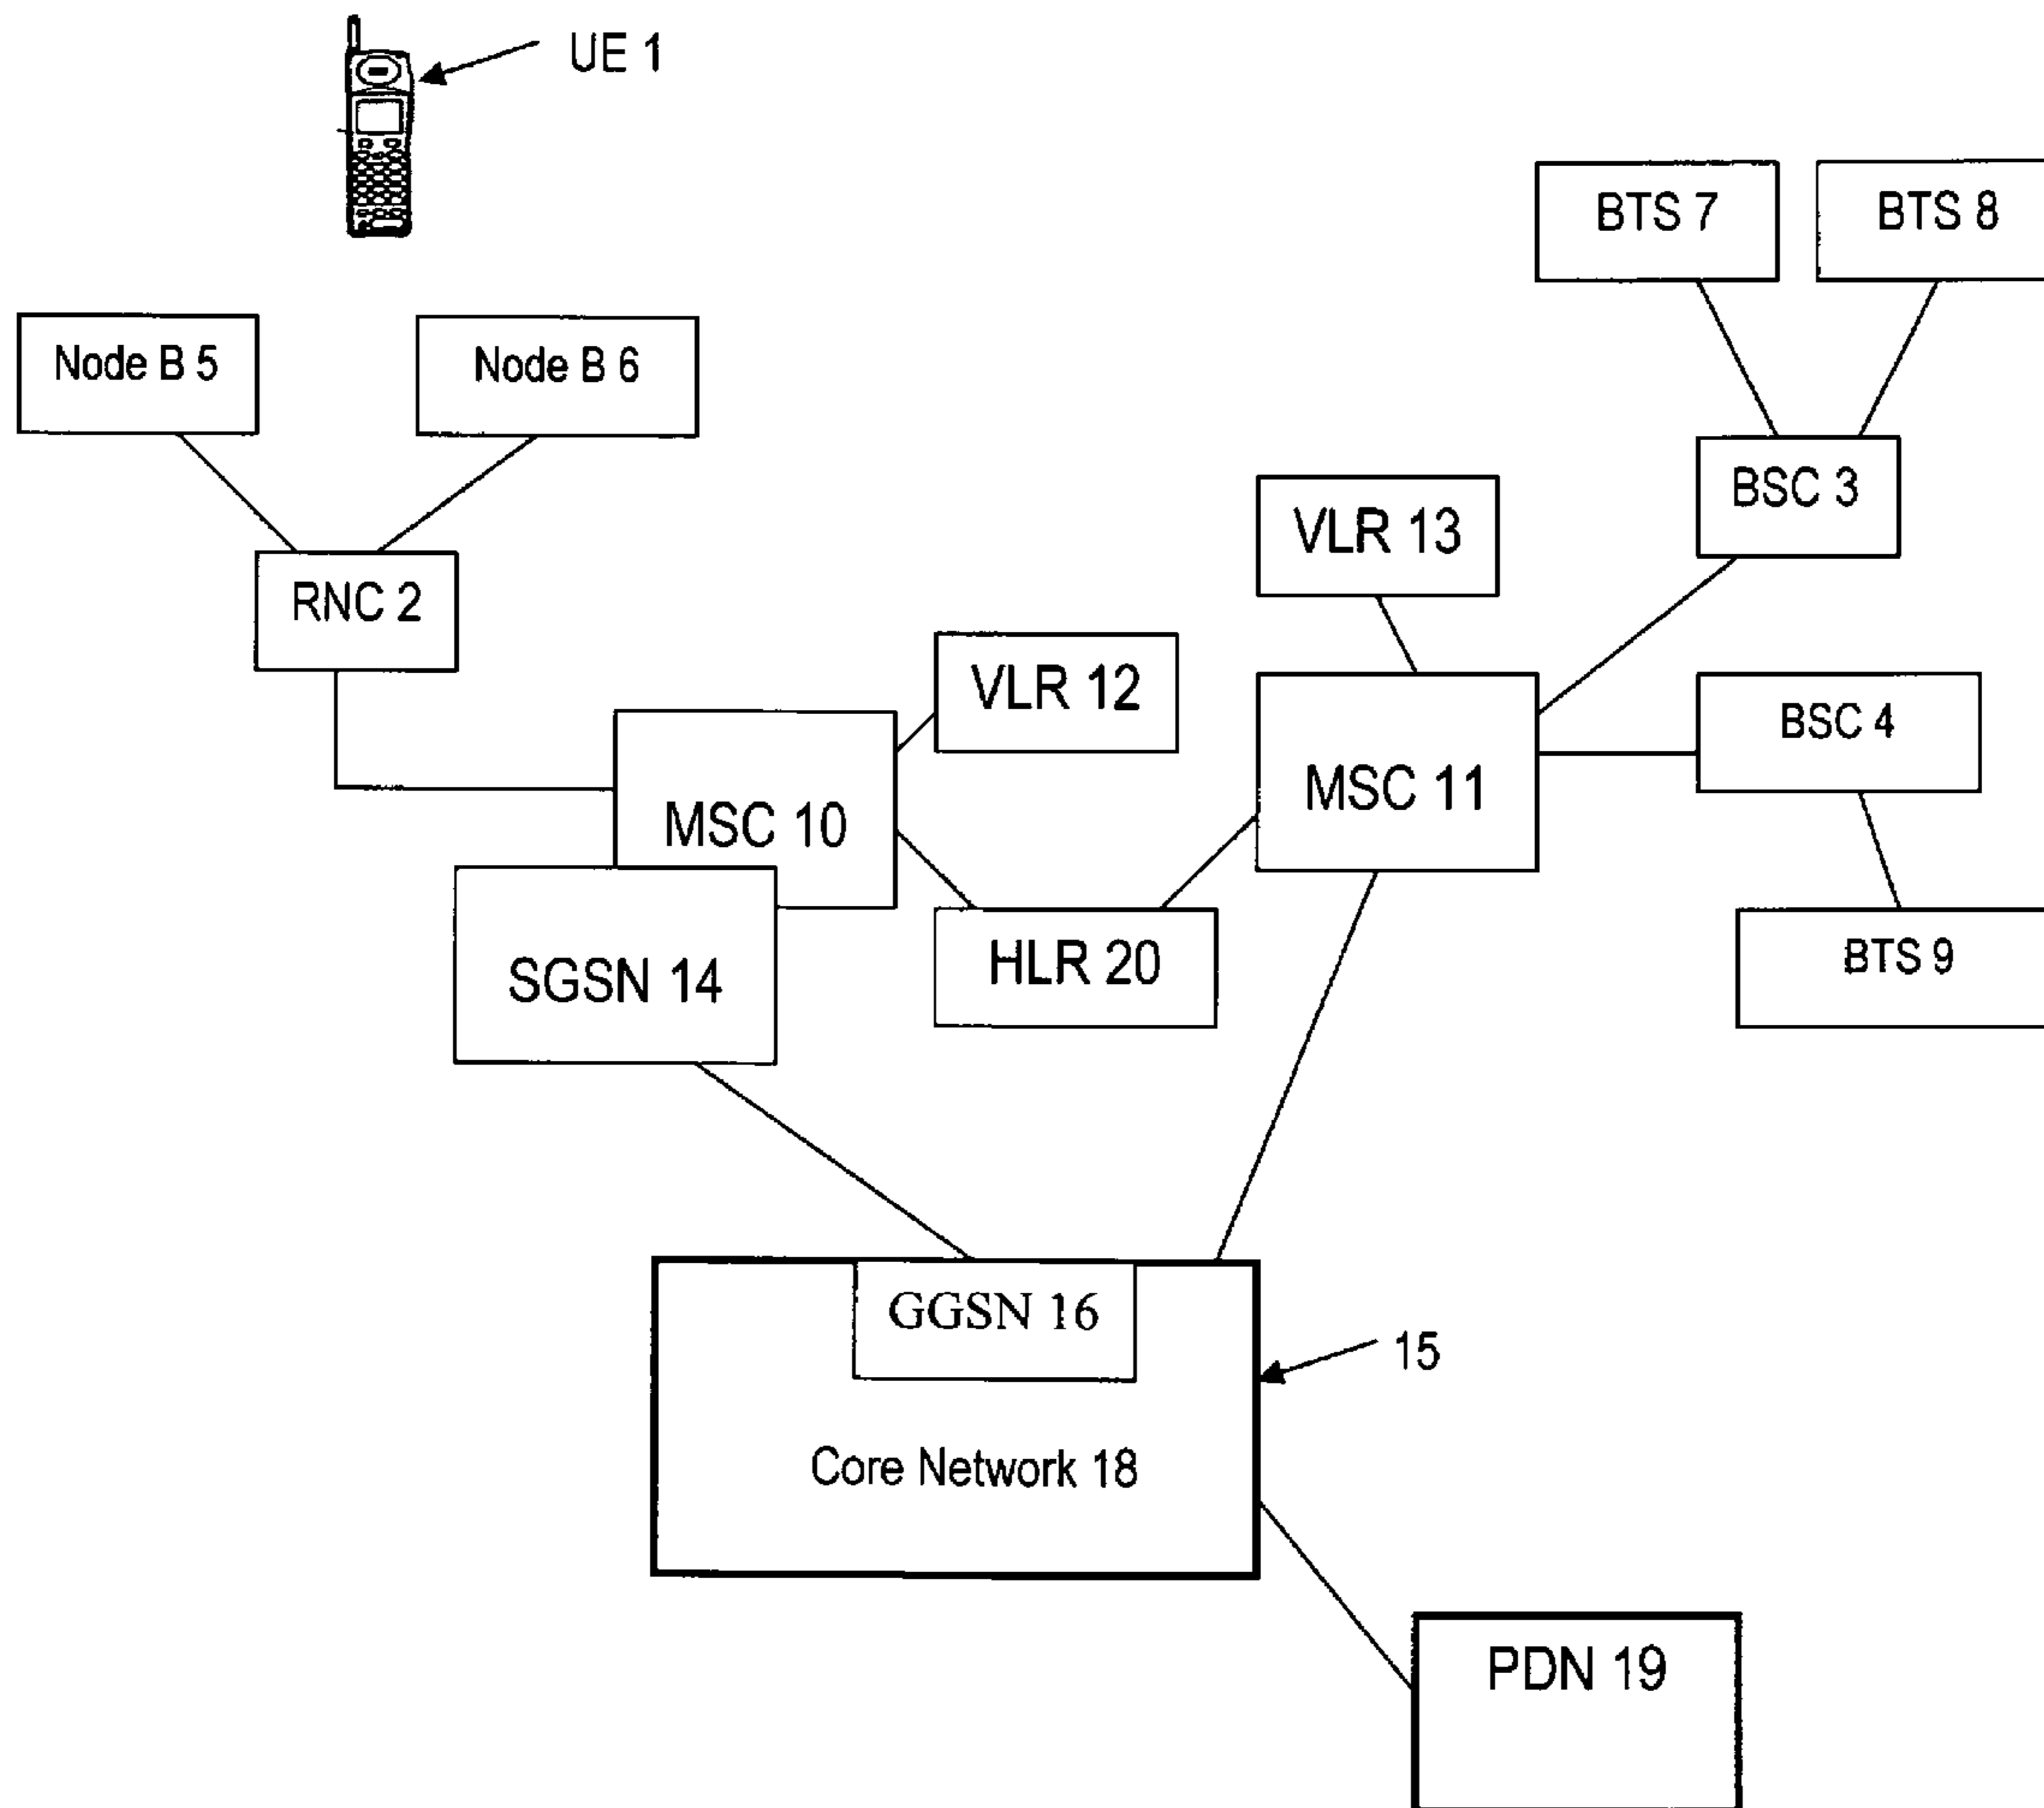 UE 1
BTS 7
BTS 8
Node B 5
Node B 6
BSC 3
VLR 13
RNC 2
VLR 12
BSC 4
MSC 11
MSC 10
SGSN 14
HLR 20
BTS 9
GGSN 16
15
Core Network 18
PDN 19